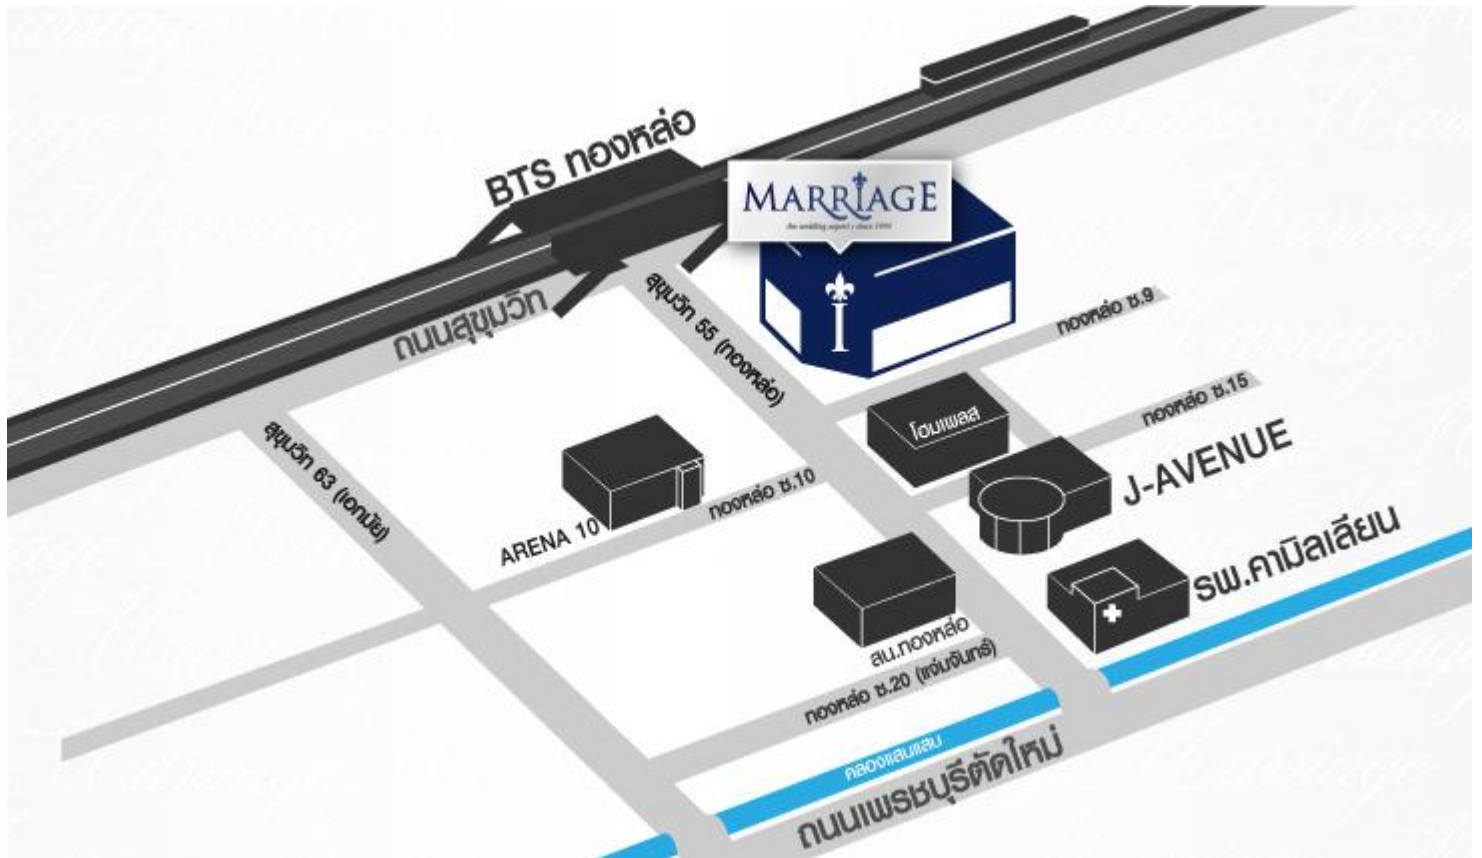 BTS ทองหล่อ
MARRIAGE
the wedding expert • since 1999
ถนนสุขุมวิท
สุขุมวิท 55 (ทองหล่อ)
ทองหล่อ ซ.9
สุขุมวิท 63 (เอกมัย)
โฮมเพลส
ทองหล่อ ซ.15
J-AVENUE
ARENA 10
ทองหล่อ ซ.10
รพ.คามิลเลียน
สน.ทองหล่อ
ทองหล่อ ซ.20 (แจ่มจันทร์)
คลองแสนแสบ
ถนนเพรชบุรีตัดใหม่